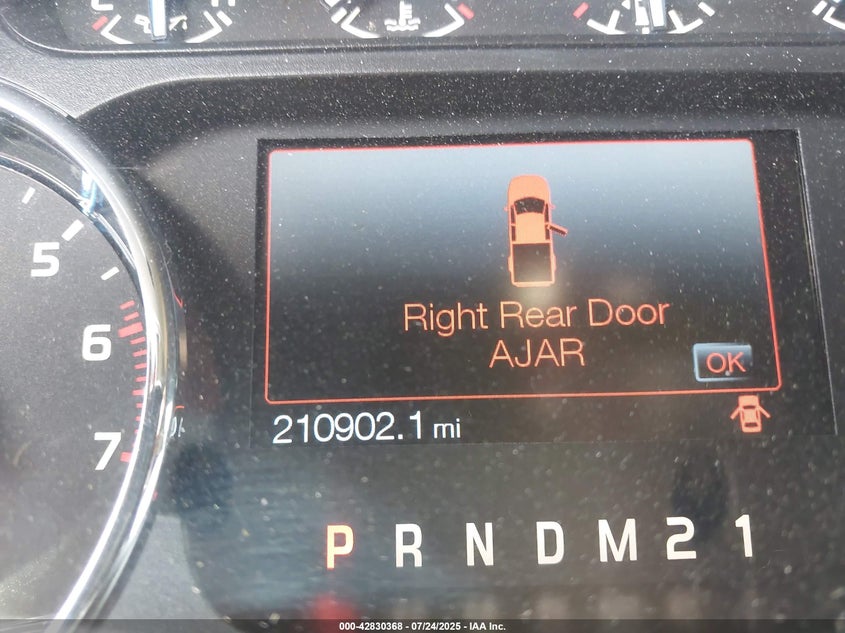 5
6
7
Right Rear Door
AJAR
OK
210902.1 mi
P R N D M 2 1
000-42830368 - 07/24/2025 - IAA Inc.